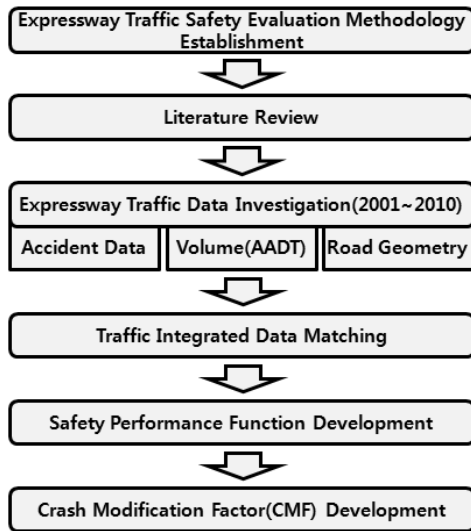 Expressway Traffic Safety Evaluation Methodology
Establishment
Literature Review
Expressway Traffic Data Investigation(2001~2010)
Accident Data
Volume(AADT)
Road Geometry
Traffic Integrated Data Matching
Safety Performance Function Development
Crash Modification Factor(CMF) Development